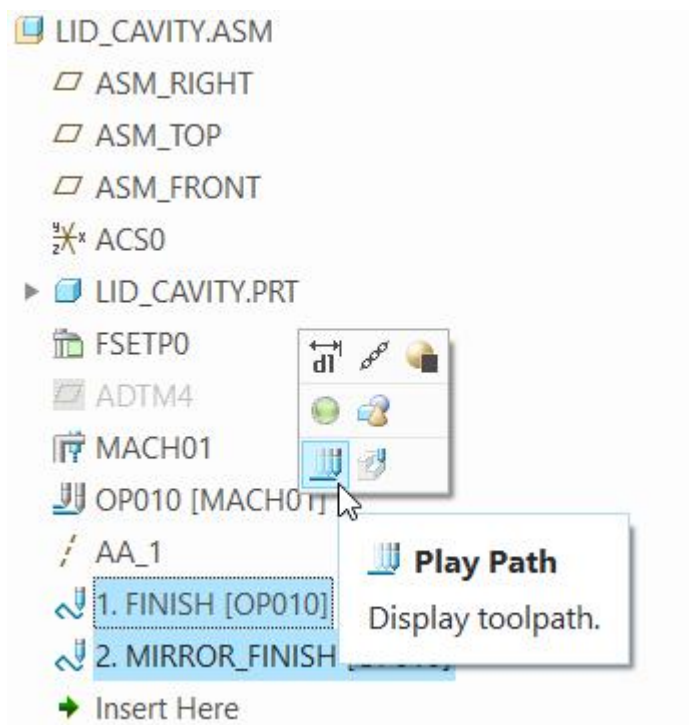 LID_CAVITY.ASM
ASM_RIGHT
ASM_TOP
ASM_FRONT
ACS0
LID_CAVITY.PRT
FSETP0
ADTM4
MACH01
OP010 [MACH01]
AA_1
1. FINISH [OP010]
2. MIRROR_FINISH
Insert Here
d1
Play Path
Display toolpath.